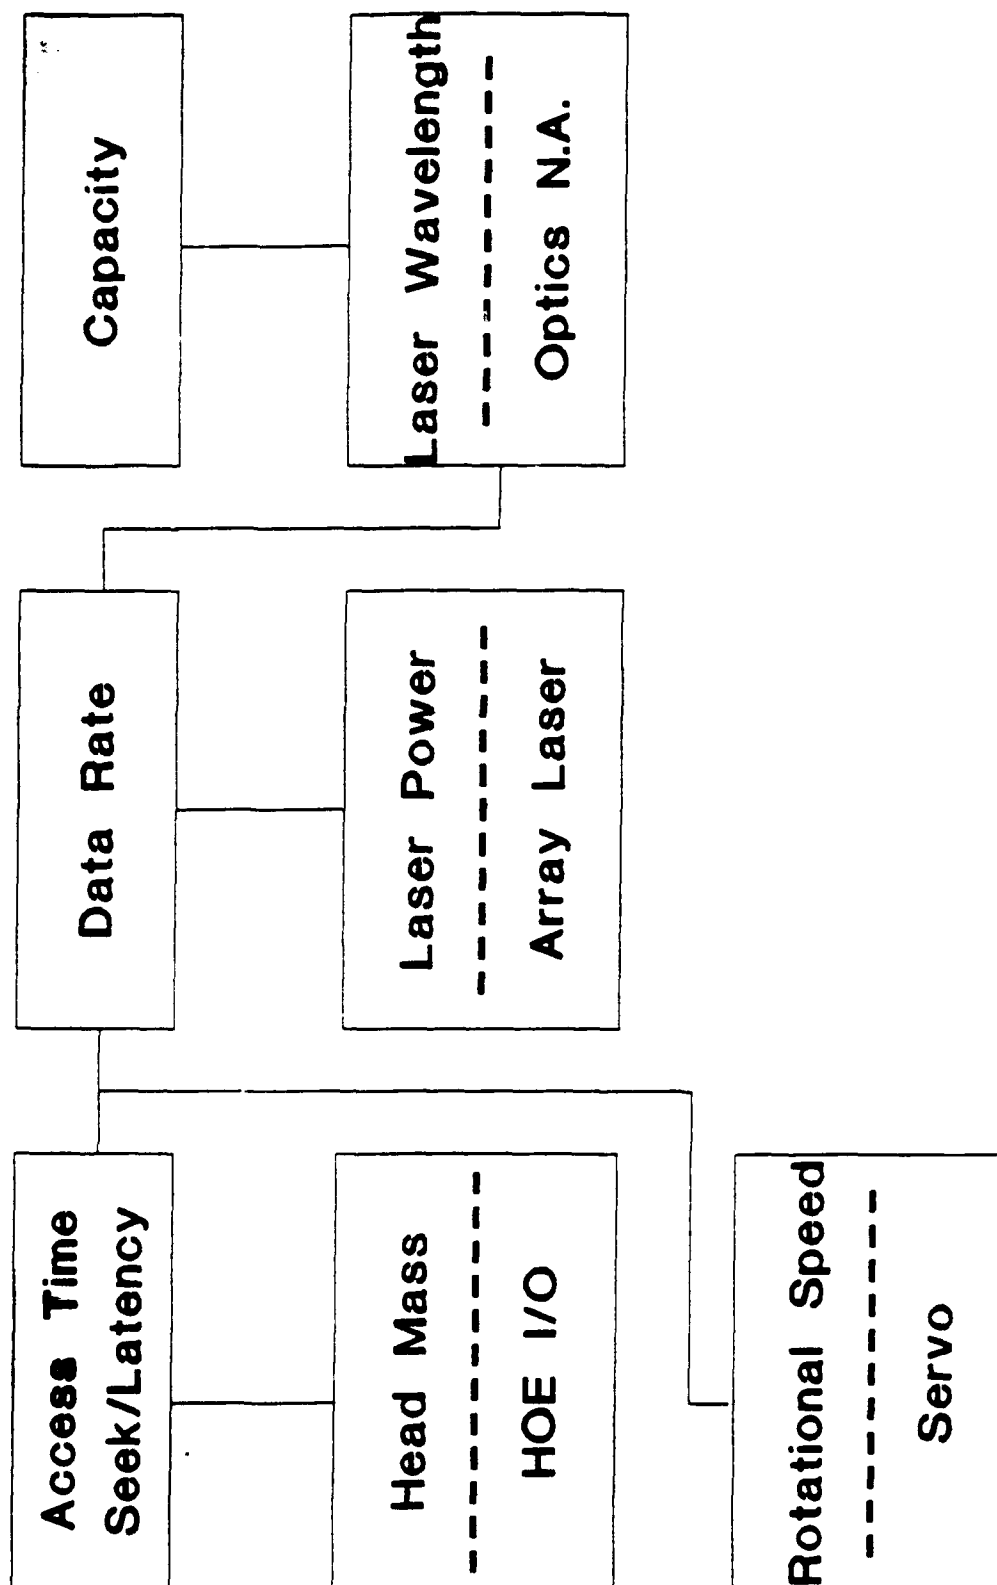 Access Time
Seek/Latency
Data Rate
Capacity
Head Mass
HOE I/O
Laser Power
Array Laser
Laser Wavelength
Optics N.A.
Rotational Speed
Servo